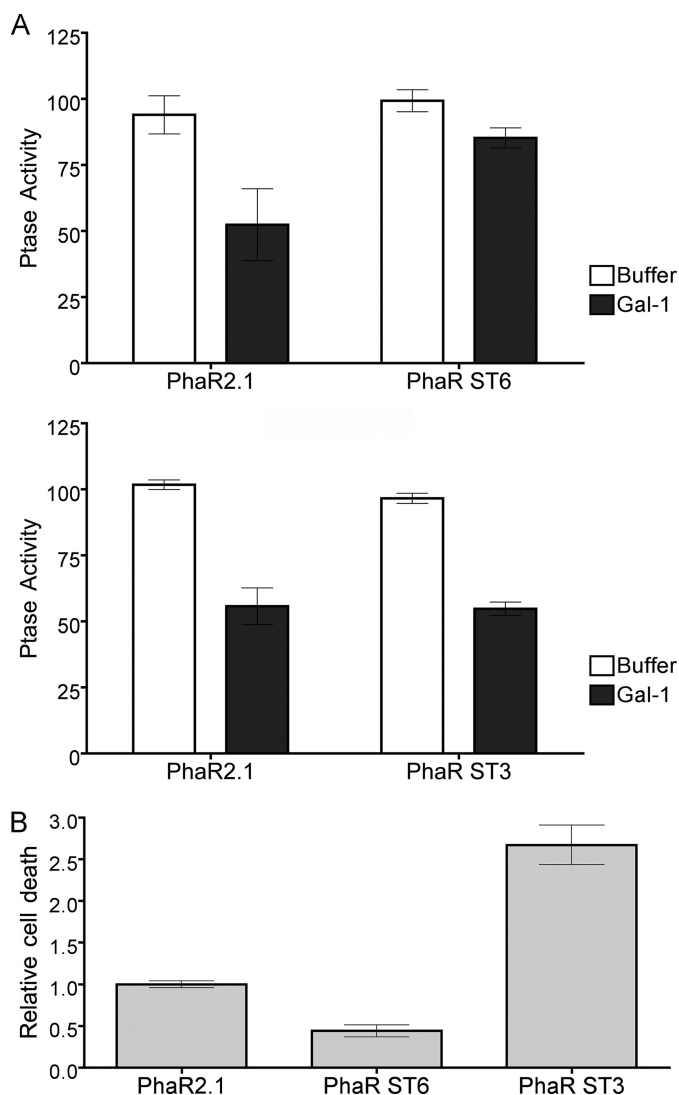 A
Ptase Activity
125
100
75
50
25
0
PhaR2.1 PhaR ST6
Buffer
Gal-1
Ptase Activity
125
100
75
50
25
0
PhaR2.1 PhaR ST3
Buffer
Gal-1
B
Relative cell death
3.0
2.5
2.0
1.5
1.0
0.5
0.0
PhaR2.1 PhaR ST6 PhaR ST3